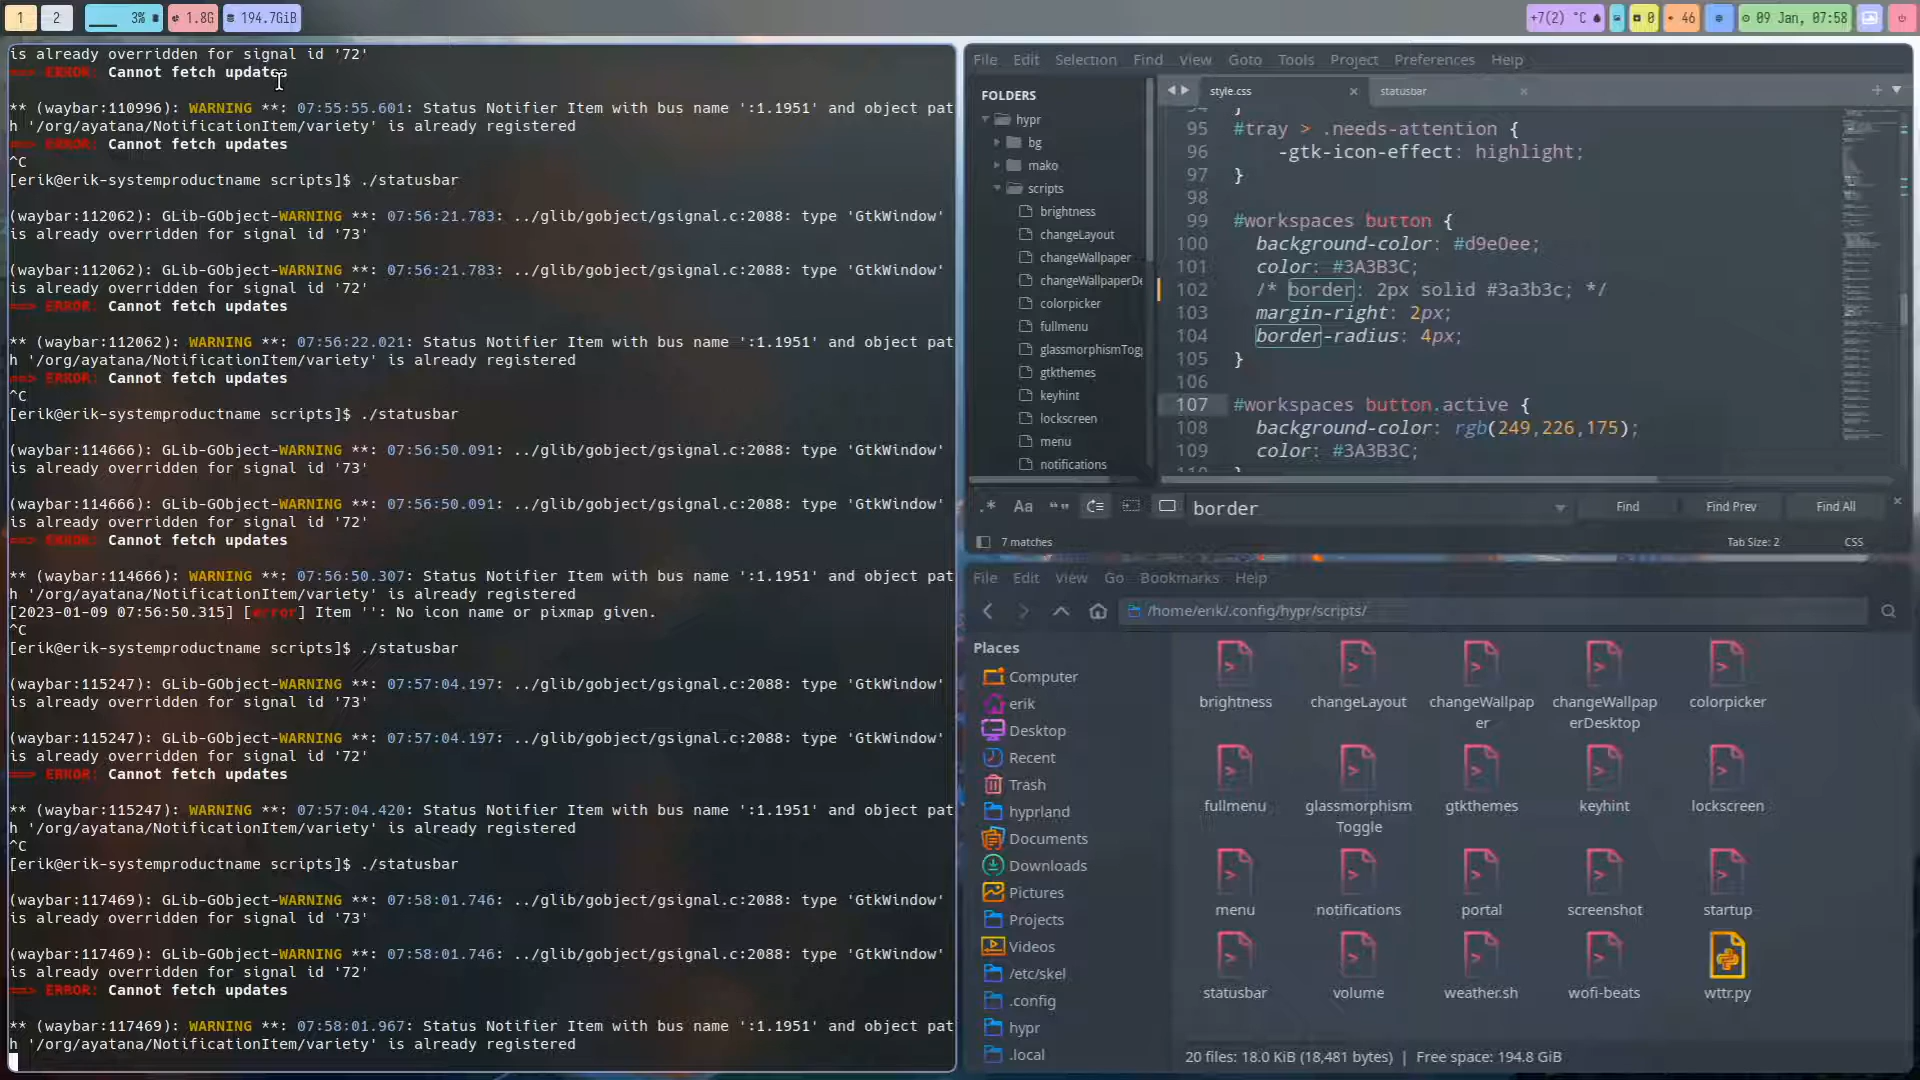 1 2 3% 1.8G 194.7GiB
+7(2) °C 0 46 09 Jan, 07:58
is already overridden for signal id '72'
==> ERROR: Cannot fetch updates
** (waybar:110996): WARNING **: 07:55:55.601: Status Notifier Item with bus name ':1.1951' and object pat
h '/org/ayatana/NotificationItem/variety' is already registered
==> ERROR: Cannot fetch updates
^C
[erik@erik-systemproductname scripts]$ ./statusbar
(waybar:112062): GLib-GObject-WARNING **: 07:56:21.783: ../glib/gobject/gsignal.c:2088: type 'GtkWindow'
is already overridden for signal id '73'
(waybar:112062): GLib-GObject-WARNING **: 07:56:21.783: ../glib/gobject/gsignal.c:2088: type 'GtkWindow'
is already overridden for signal id '72'
==> ERROR: Cannot fetch updates
** (waybar:112062): WARNING **: 07:56:22.021: Status Notifier Item with bus name ':1.1951' and object pat
h '/org/ayatana/NotificationItem/variety' is already registered
==> ERROR: Cannot fetch updates
^C
[erik@erik-systemproductname scripts]$ ./statusbar
(waybar:114666): GLib-GObject-WARNING **: 07:56:50.091: ../glib/gobject/gsignal.c:2088: type 'GtkWindow'
is already overridden for signal id '73'
(waybar:114666): GLib-GObject-WARNING **: 07:56:50.091: ../glib/gobject/gsignal.c:2088: type 'GtkWindow'
is already overridden for signal id '72'
==> ERROR: Cannot fetch updates
** (waybar:114666): WARNING **: 07:56:50.307: Status Notifier Item with bus name ':1.1951' and object pat
h '/org/ayatana/NotificationItem/variety' is already registered
[2023-01-09 07:56:50.315] [error] Item '': No icon name or pixmap given.
^C
[erik@erik-systemproductname scripts]$ ./statusbar
(waybar:115247): GLib-GObject-WARNING **: 07:57:04.197: ../glib/gobject/gsignal.c:2088: type 'GtkWindow'
is already overridden for signal id '73'
(waybar:115247): GLib-GObject-WARNING **: 07:57:04.197: ../glib/gobject/gsignal.c:2088: type 'GtkWindow'
is already overridden for signal id '72'
==> ERROR: Cannot fetch updates
** (waybar:115247): WARNING **: 07:57:04.420: Status Notifier Item with bus name ':1.1951' and object pat
h '/org/ayatana/NotificationItem/variety' is already registered
^C
[erik@erik-systemproductname scripts]$ ./statusbar
(waybar:117469): GLib-GObject-WARNING **: 07:58:01.746: ../glib/gobject/gsignal.c:2088: type 'GtkWindow'
is already overridden for signal id '73'
(waybar:117469): GLib-GObject-WARNING **: 07:58:01.746: ../glib/gobject/gsignal.c:2088: type 'GtkWindow'
is already overridden for signal id '72'
==> ERROR: Cannot fetch updates
** (waybar:117469): WARNING **: 07:58:01.967: Status Notifier Item with bus name ':1.1951' and object pat
h '/org/ayatana/NotificationItem/variety' is already registered
File Edit Selection Find View Goto Tools Project Preferences Help
FOLDERS
hypr
bg
mako
scripts
brightness
changeLayout
changeWallpaper
changeWallpaperDe
colorpicker
fullmenu
glassmorphismTogg
gtkthemes
keyhint
lockscreen
menu
notifications
style.css statusbar
94 }
95 #tray > .needs-attention {
96 -gtk-icon-effect: highlight;
97 }
98
99 #workspaces button {
100 background-color: #d9e0ee;
101 color: #3A3B3C;
102 /* border: 2px solid #3a3b3c; */
103 margin-right: 2px;
104 border-radius: 4px;
105 }
106
107 #workspaces button.active {
108 background-color: rgb(249,226,175);
109 color: #3A3B3C;
110 }
.* Aa “” border Find Find Prev Find All
7 matches Tab Size: 2 CSS
File Edit View Go Bookmarks Help
/home/erik/.config/hypr/scripts/
Places
Computer
erik
Desktop
Recent
Trash
hyprland
Documents
Downloads
Pictures
Projects
Videos
/etc/skel
.config
hypr
.local
brightness changeLayout changeWallpap changeWallpap colorpicker
er erDesktop
fullmenu glassmorphism gtkthemes keyhint lockscreen
Toggle
menu notifications portal screenshot startup
statusbar volume weather.sh wofi-beats wttr.py
20 files: 18.0 KiB (18,481 bytes) | Free space: 194.8 GiB